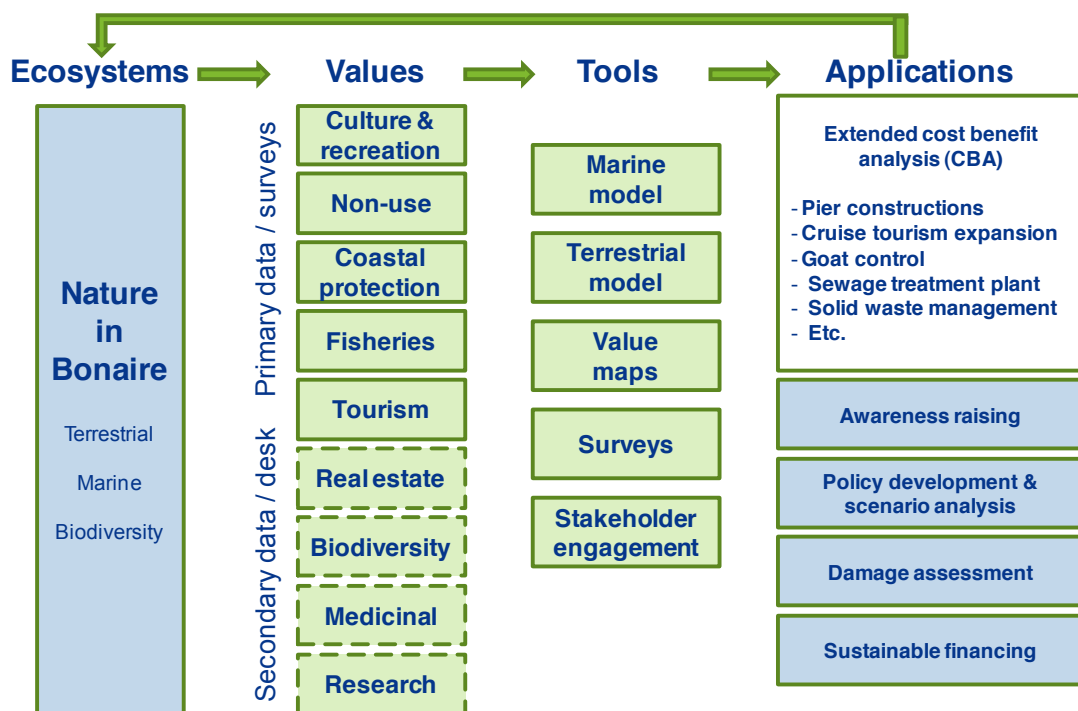 Ecosystems
Values
Tools
Applications
Nature
in
Bonaire
Terrestrial
Marine
Biodiversity
Primary data / surveys
Secondary data / desk
Culture &
recreation
Non-use
Coastal
protection
Fisheries
Tourism
Real estate
Biodiversity
Medicinal
Research
Marine
model
Terrestrial
model
Value
maps
Surveys
Stakeholder
engagement
Extended cost benefit
analysis (CBA)
- Pier constructions
- Cruise tourism expansion
- Goat control
- Sewage treatment plant
- Solid waste management
- Etc.
Awareness raising
Policy development &
scenario analysis
Damage assessment
Sustainable financing